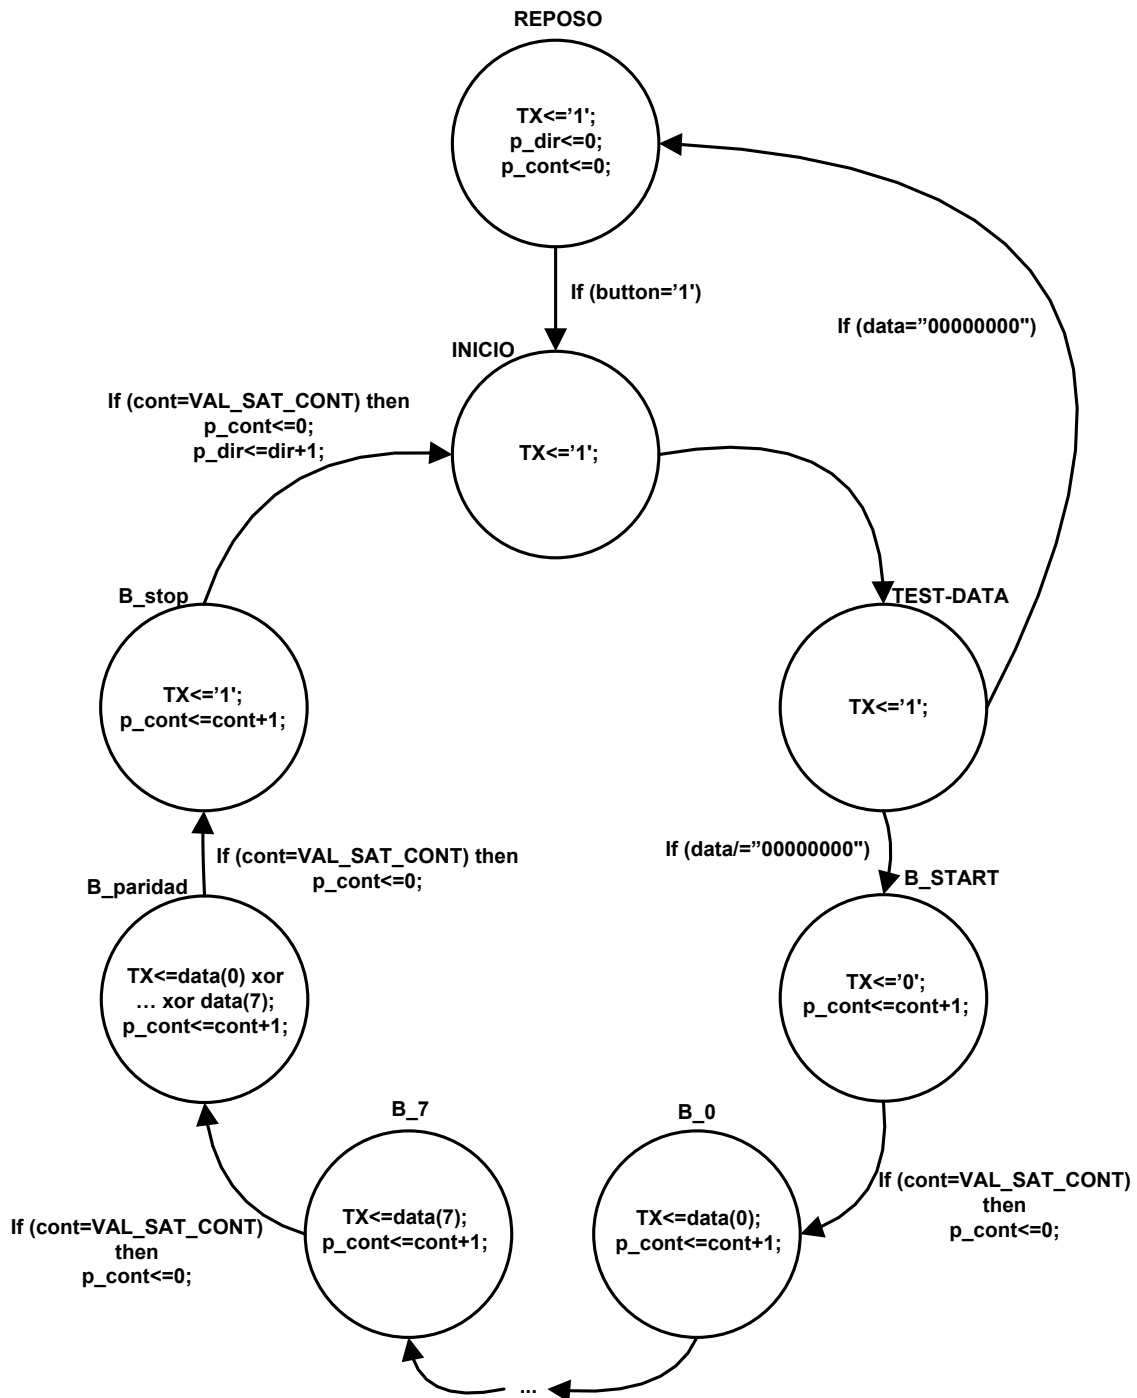 REPOSO
TX<=’1';
p_dir<=0;
p_cont<=0;
If (button=’1')
If (data=”00000000")
INICIO
If (cont=VAL_SAT_CONT) then
p_cont<=0;
p_dir<=dir+1;
TX<=’1';
B_stop
TX<=’1';
p_cont<=cont+1;
TEST-DATA
TX<=’1';
If (cont=VAL_SAT_CONT) then
p_cont<=0;
If (data/=”00000000")
B_paridad
TX<=data(0) xor
… xor data(7);
p_cont<=cont+1;
B_START
TX<=’0';
p_cont<=cont+1;
B_7
TX<=data(7);
p_cont<=cont+1;
B_0
TX<=data(0);
p_cont<=cont+1;
If (cont=VAL_SAT_CONT)
then
p_cont<=0;
If (cont=VAL_SAT_CONT)
then
p_cont<=0;
...